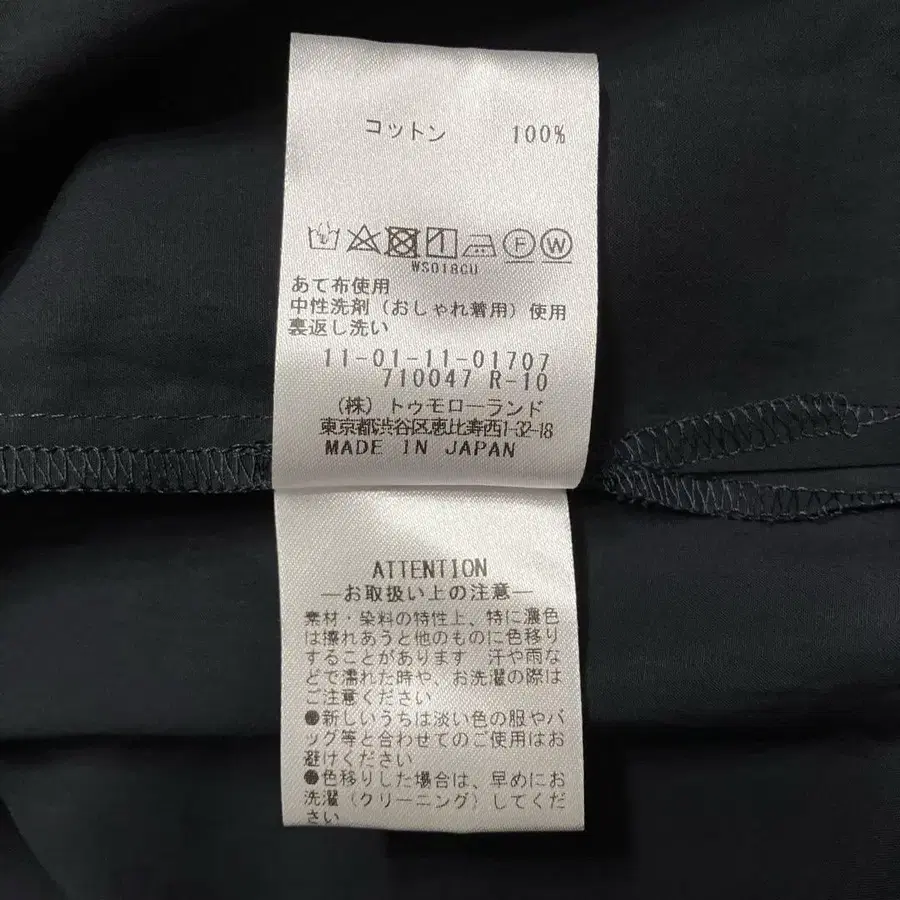 コットン 100%
F W
WS018CU
あて布使用
中性洗剤（おしゃれ着用）使用
裏返し洗い
11-01-11-01707
710047 R-10
（株）トゥモローランド
東京都渋谷区恵比寿西1-32-18
MADE IN JAPAN
ATTENTION
—お取扱い上の注意—
素材・染料の特性上、特に濃色
は擦れあうと他のものに色移り
することがあります 汗や雨な
どで濡れた時や、お洗濯の際は
ご注意ください
●新しいうちは淡い色の服やバ
ッグ等と合わせてのご使用はお
避けください
●色移りした場合は、早めにお
洗濯（クリーニング）してくだ
さい